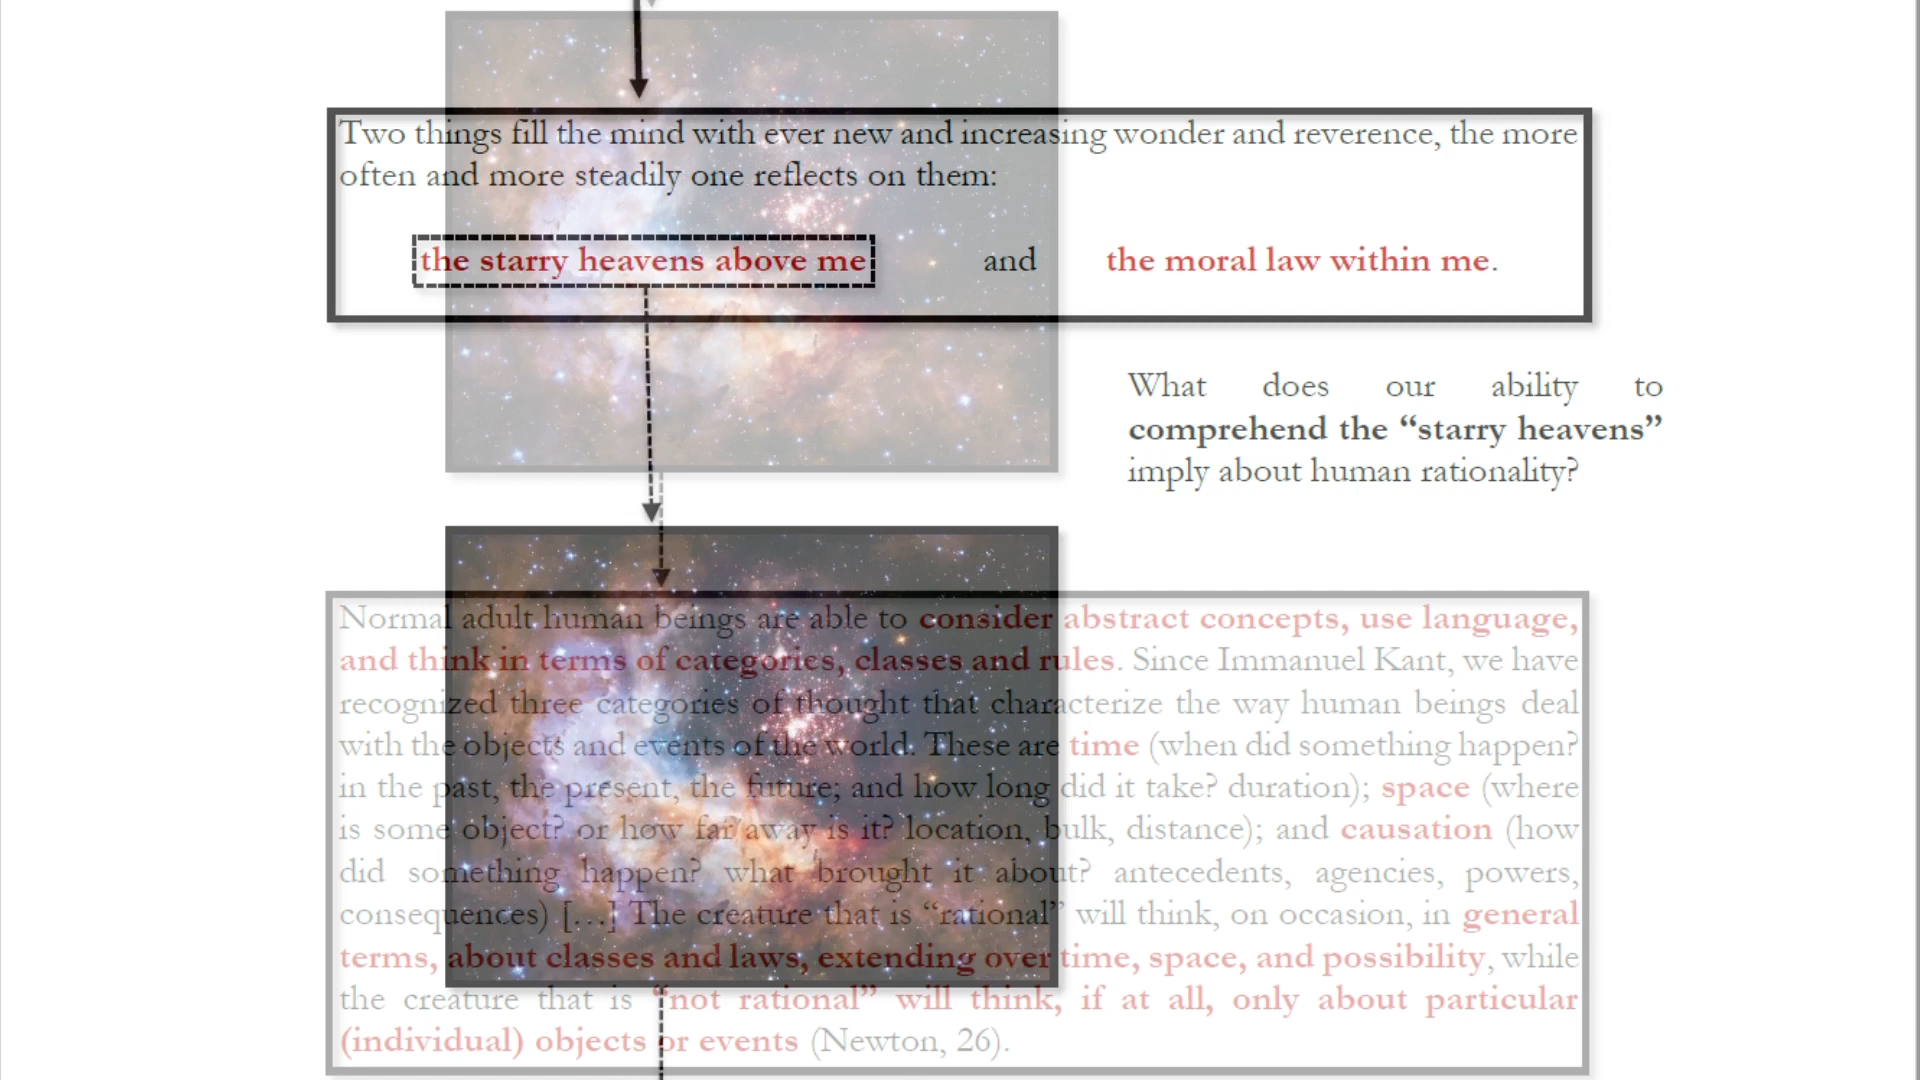 Two things fill the mind with ever new and increasing wonder and reverence, the more
often and more steadily one reflects on them:
the starry heavens above me and the moral law within me.
What does our ability to
comprehend the “starry heavens”
imply about human rationality?
Normal adult human beings are able to consider abstract concepts, use language,
and think in terms of categories, classes and rules. Since Immanuel Kant, we have
recognized three categories of thought that characterize the way human beings deal
with the objects and events of the world. These are time (when did something happen?
in the past, the present, the future; and how long did it take? duration); space (where
is some object? or how far away is it? location, bulk, distance); and causation (how
did something happen? what brought it about? antecedents, agencies, powers,
consequences) […] The creature that is “rational” will think, on occasion, in general
terms, about classes and laws, extending over time, space, and possibility, while
the creature that is “not rational” will think, if at all, only about particular
(individual) objects or events (Newton, 26).